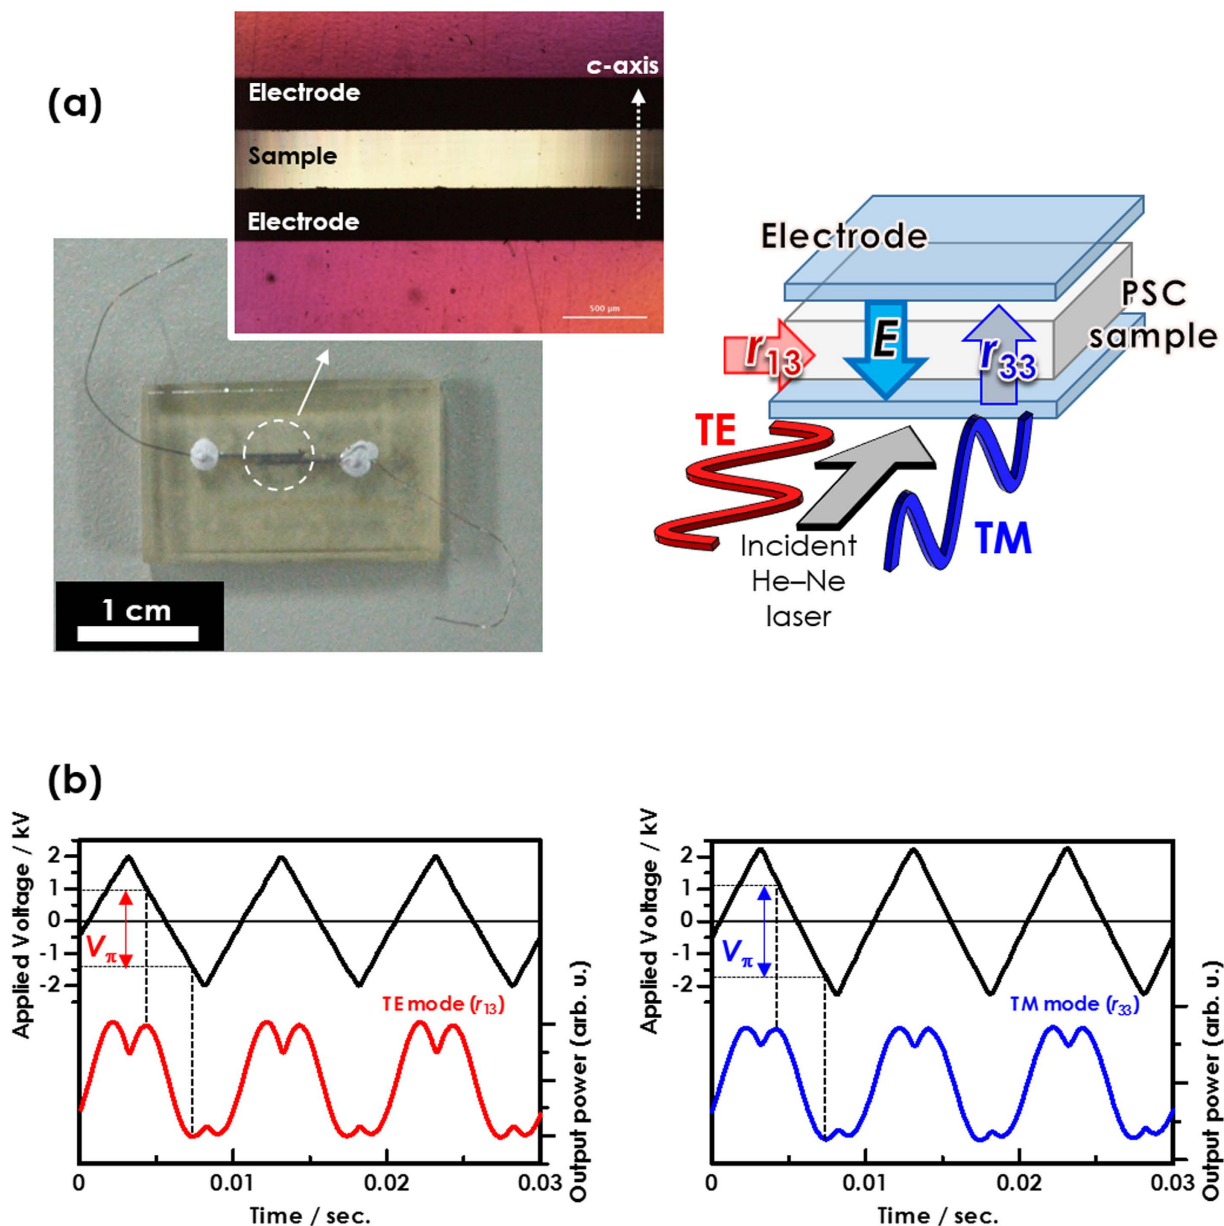 (a)
c-axis
Electrode
Sample
Electrode
500 µm
1 cm
Electrode
PSC
sample
E
r13
r33
TE
TM
Incident
He–Ne
laser
(b)
Applied Voltage / kV
2
1
0
-1
-2
Vπ
TE mode (r13)
Output power (arb. u.)
0
0.01
0.02
0.03
Time / sec.
Applied Voltage / kV
2
1
0
-1
-2
Vπ
TM mode (r33)
Output power (arb. u.)
0
0.01
0.02
0.03
Time / sec.